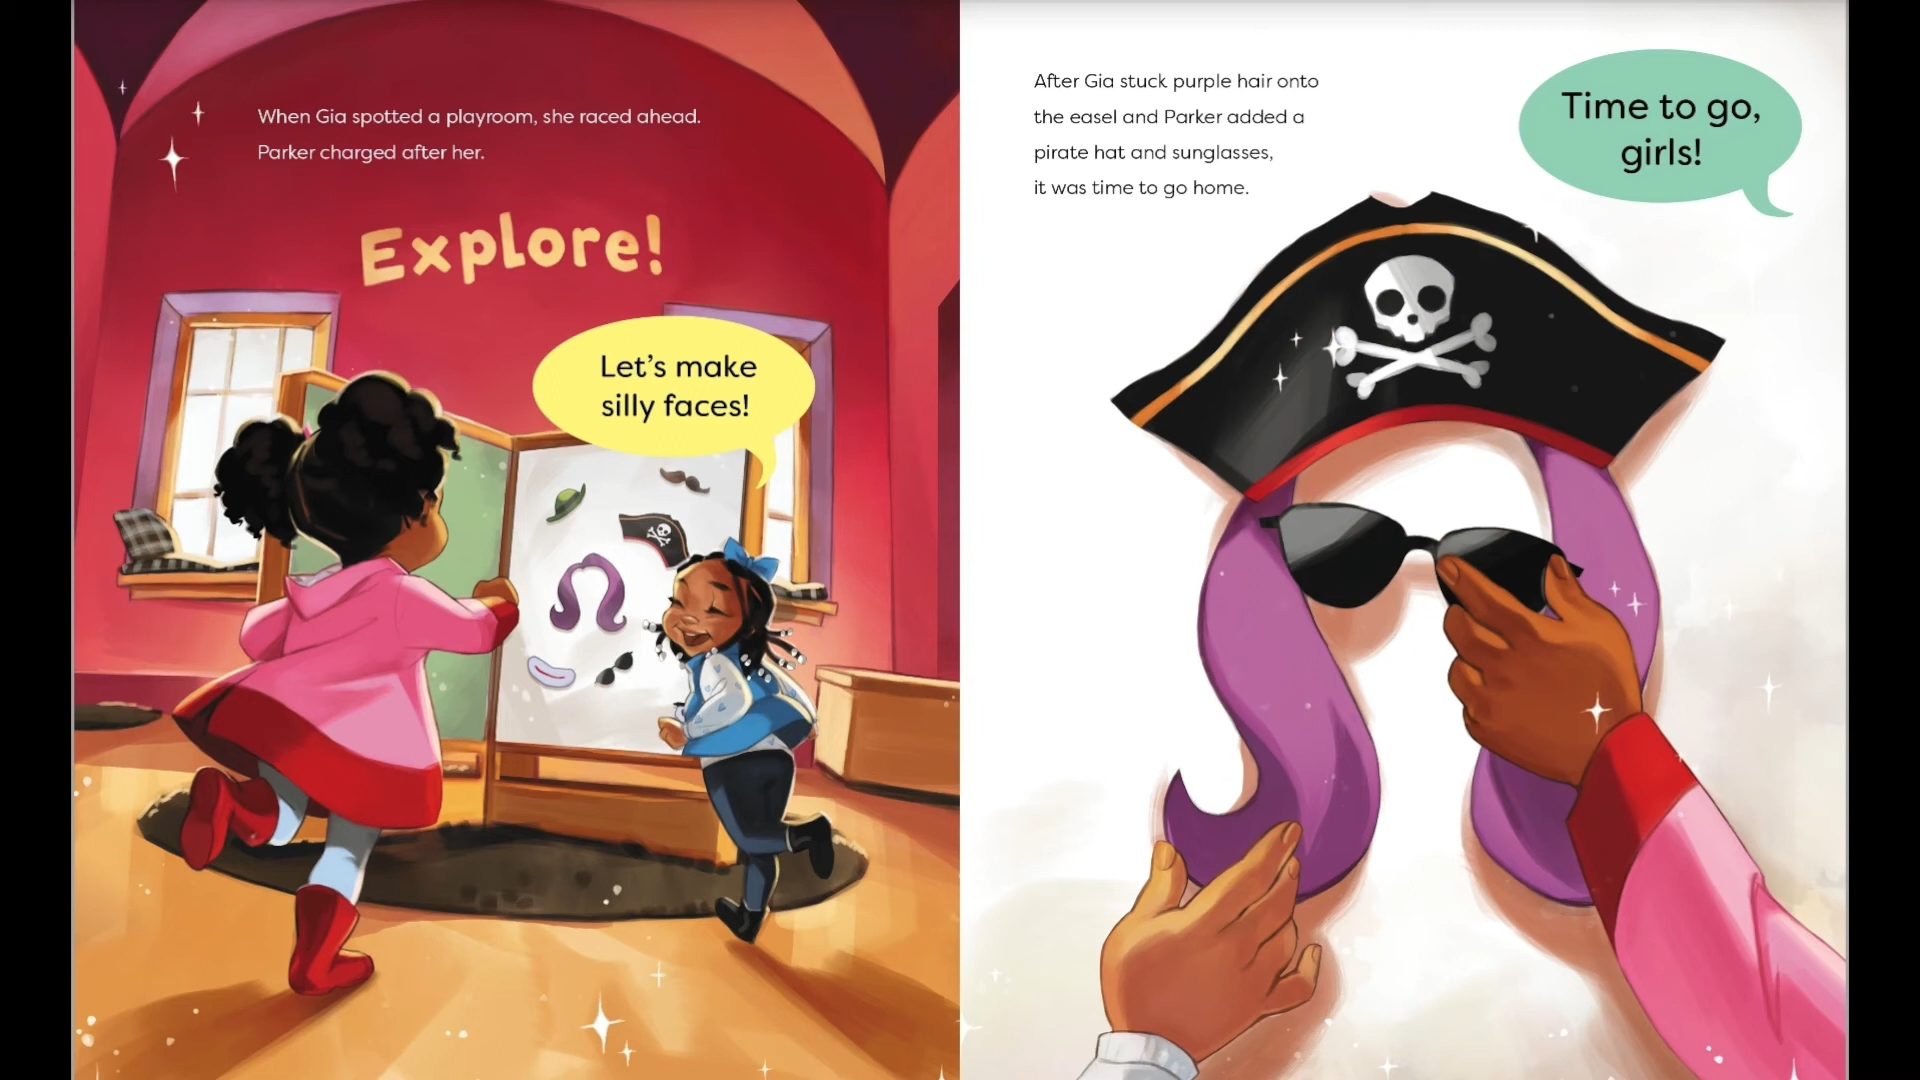 When Gia spotted a playroom, she raced ahead.
Parker charged after her.
Explore!
Let’s make
silly faces!
After Gia stuck purple hair onto
the easel and Parker added a
pirate hat and sunglasses,
it was time to go home.
Time to go,
girls!